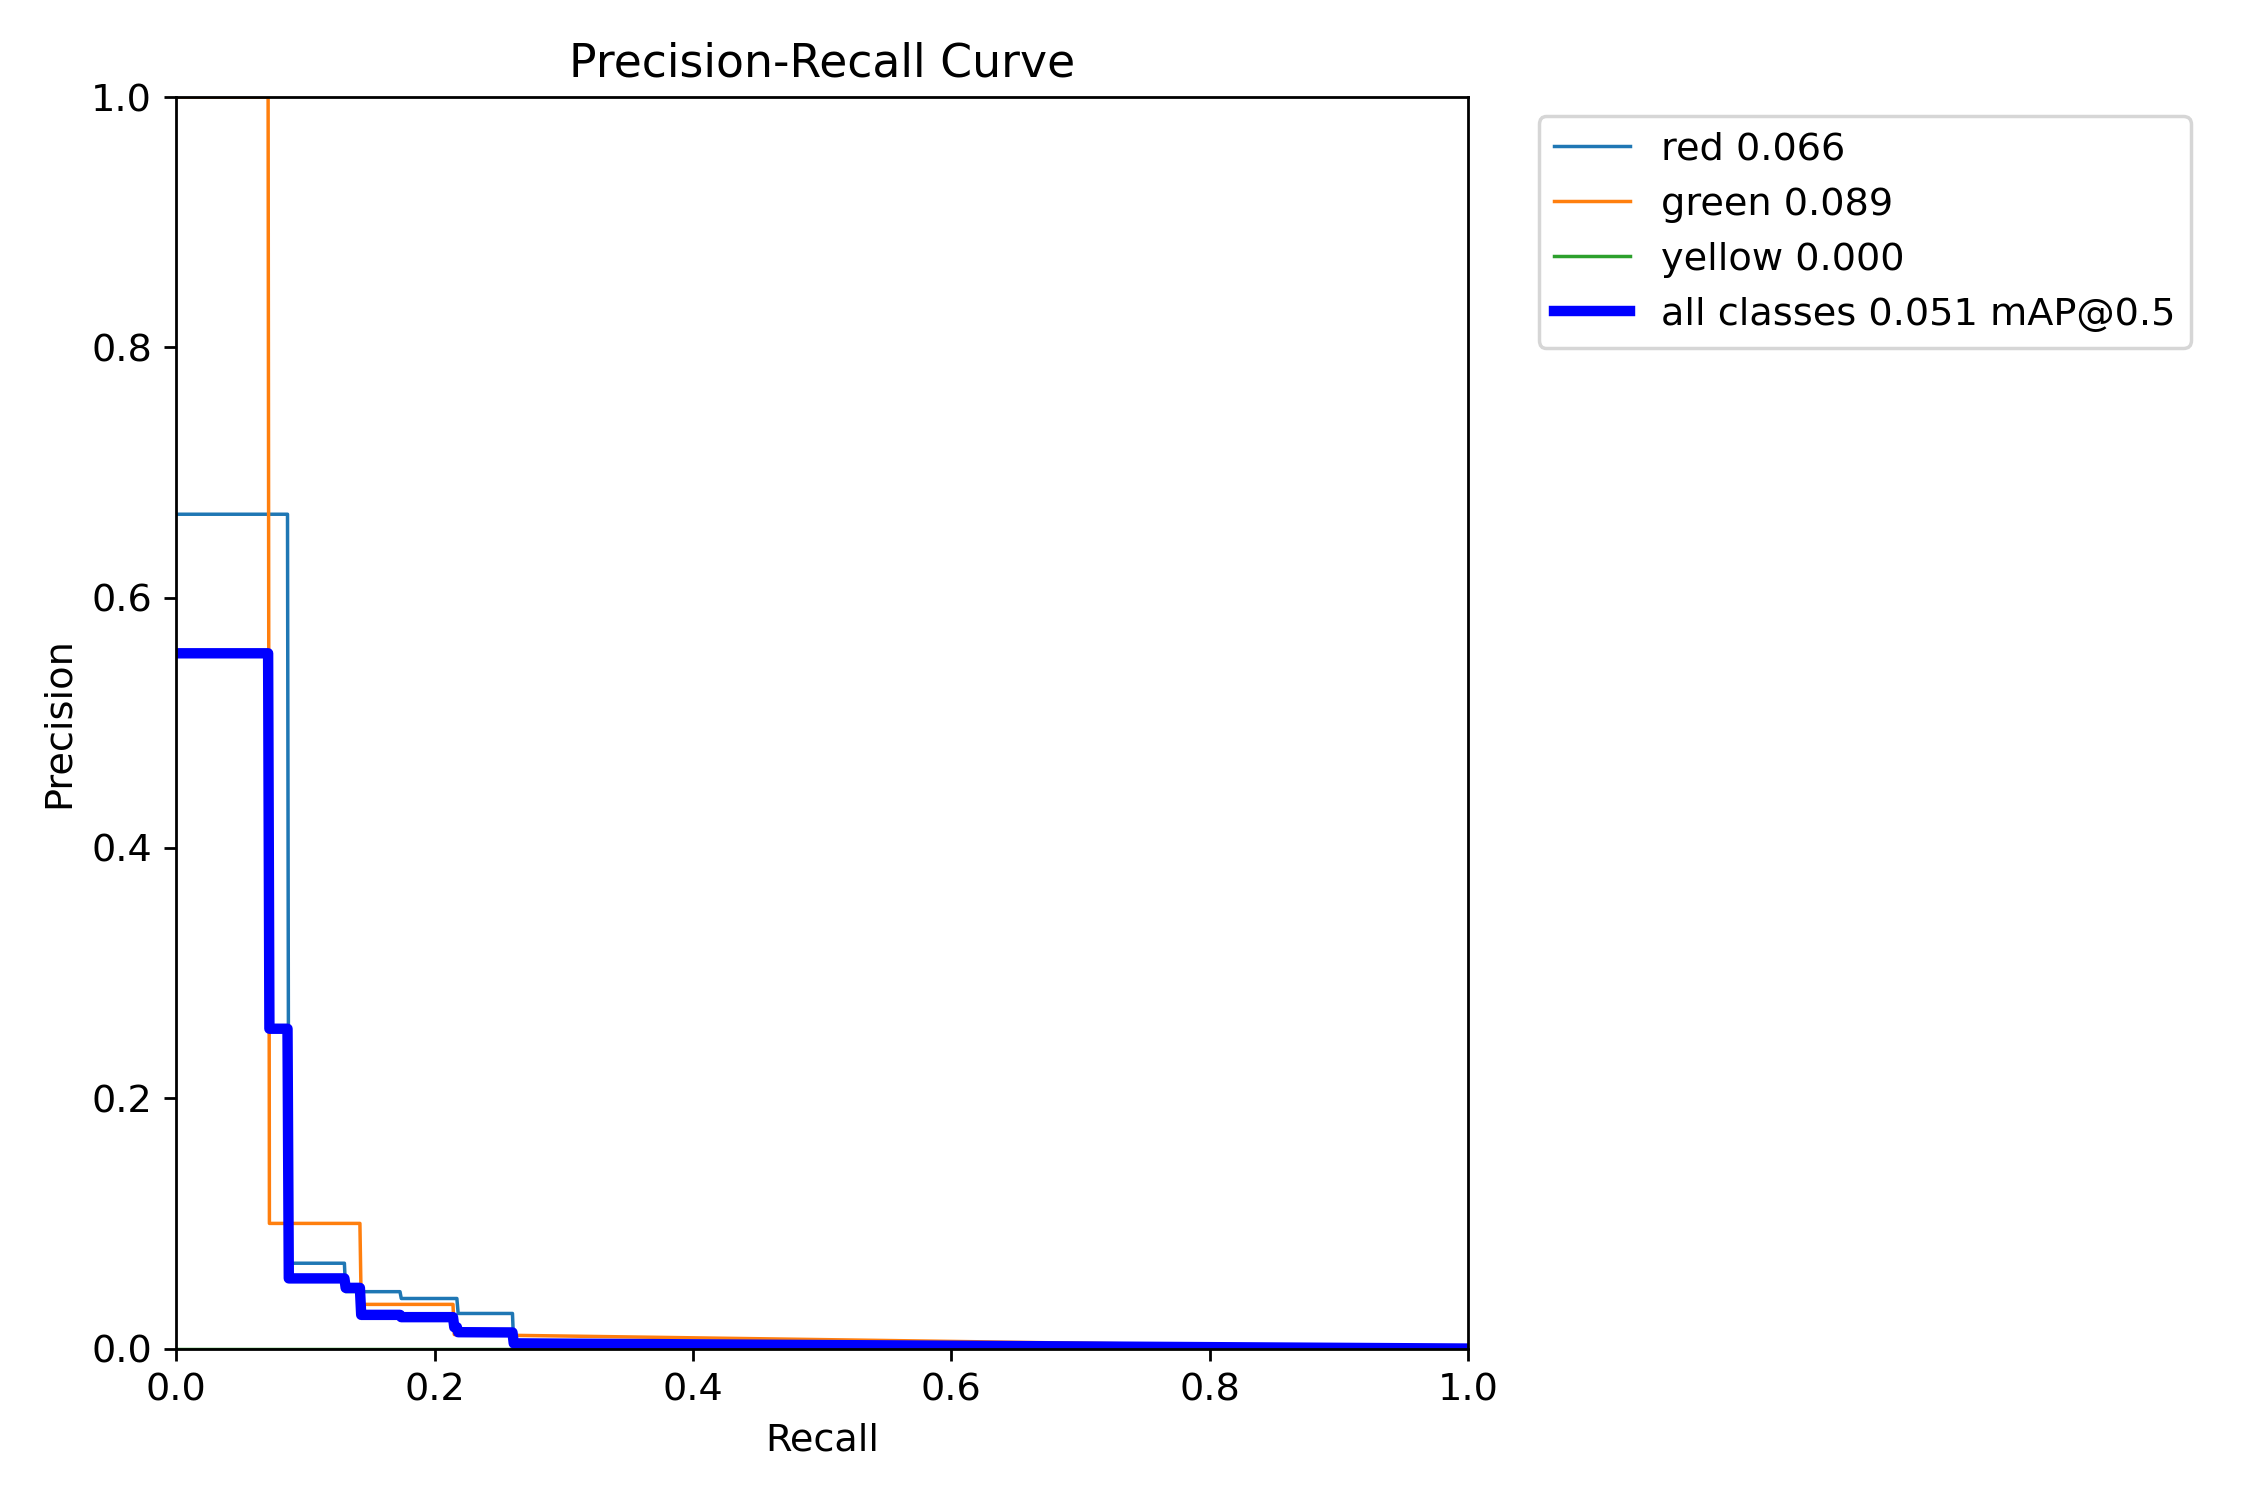 Precision-Recall Curve
1.0
0.8
0.6
0.4
0.2
0.0
Precision
0.0 0.2 0.4 0.6 0.8 1.0
Recall
red 0.066
green 0.089
yellow 0.000
all classes 0.051 mAP@0.5